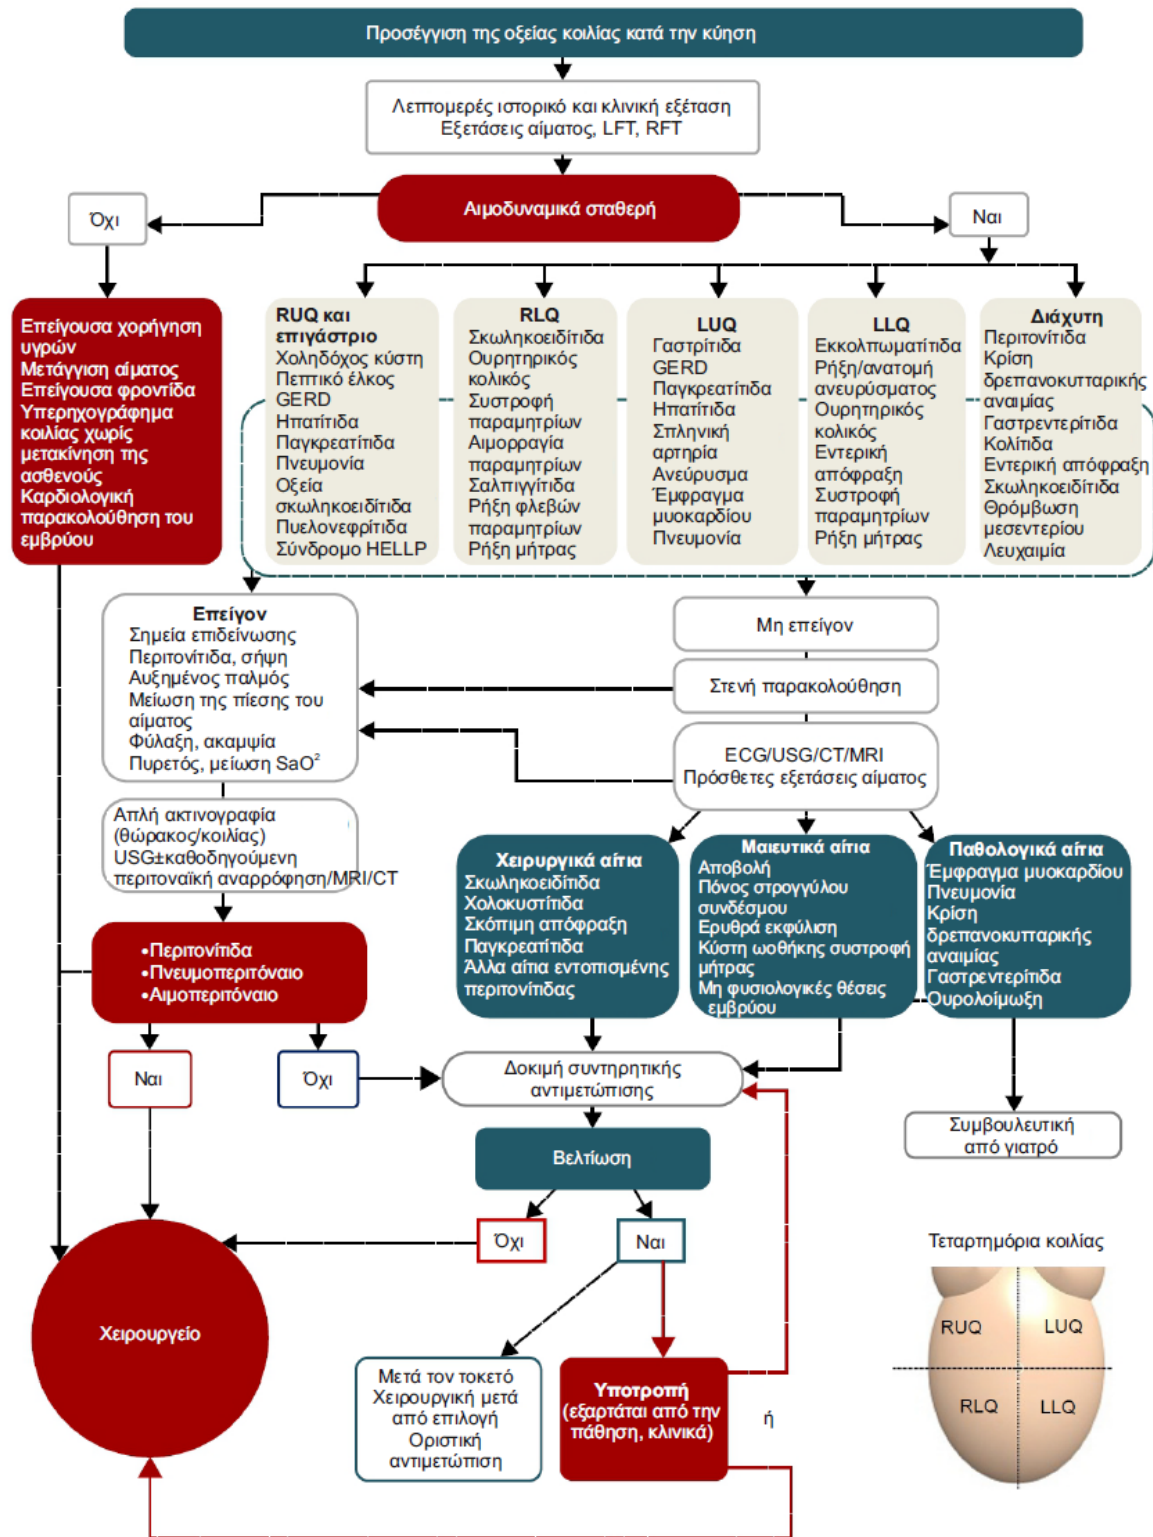 Προσέγγιση της οξείας κοιλίας κατά την κύηση
Λεπτομερές ιστορικό και κλινική εξέταση
Εξετάσεις αίματος, LFT, RFT
Αιμοδυναμικά σταθερή
Όχι
Ναι
Επείγουσα χορήγηση
υγρών
Μετάγγιση αίματος
Επείγουσα φροντίδα
Υπερηχογράφημα
κοιλίας χωρίς
μετακίνηση της
ασθενούς
Καρδιολογική
παρακολούθηση του
εμβρύου
RUQ και
επιγάστριο
Χοληδόχος κύστη
Πεπτικό έλκος
GERD
Ηπατίτιδα
Παγκρεατίτιδα
Πνευμονία
Οξεία
σκωληκοειδίτιδα
Πυελονεφρίτιδα
Σύνδρομο HELLP
RLQ
Σκωληκοειδίτιδα
Ουρητηρικός
κολικός
Συστροφή
παραμητρίων
Αιμορραγία
παραμητρίων
Σαλπιγγίτιδα
Ρήξη φλεβών
παραμητρίων
Ρήξη μήτρας
LUQ
Γαστρίτιδα
GERD
Παγκρεατίτιδα
Ηπατίτιδα
Σπληνική
αρτηρία
Ανεύρυσμα
Έμφραγμα
μυοκαρδίου
Πνευμονία
LLQ
Εκκολπωματίτιδα
Ρήξη/ανατομή
ανευρύσματος
Ουρητηρικός
κολικός
Εντερική
απόφραξη
Συστροφή
παραμητρίων
Ρήξη μήτρας
Διάχυτη
Περιτονίτιδα
Κρίση
δρεπανοκυτταρικής
αναιμίας
Γαστρεντερίτιδα
Κολίτιδα
Εντερική απόφραξη
Σκωληκοειδίτιδα
Θρόμβωση
μεσεντερίου
Λευχαιμία
Επείγον
Σημεία επιδείνωσης
Περιτονίτιδα, σήψη
Αυξημένος παλμός
Μείωση της πίεσης του
αίματος
Φύλαξη, ακαμψία
Πυρετός, μείωση SaO²
Μη επείγον
Στενή παρακολούθηση
ECG/USG/CT/MRI
Πρόσθετες εξετάσεις αίματος
Απλή ακτινογραφία
(θώρακος/κοιλίας)
USG±καθοδηγούμενη
περιτοναϊκή αναρρόφηση/MRI/CT
Χειρυργικά αίτια
Σκωληκοειδίτιδα
Χολοκυστίτιδα
Σκόπιμη απόφραξη
Παγκρεατίτιδα
Άλλα αίτια εντοπισμένης
περιτονίτιδας
Μαιευτικά αίτια
Αποβολή
Πόνος στρογγύλου
συνδέσμου
Ερυθρά εκφύλιση
Κύστη ωοθήκης συστροφή
μήτρας
Μη φυσιολογικές θέσεις
εμβρύου
Παθολογικά αίτια
Έμφραγμα μυοκαρδίου
Πνευμονία
Κρίση
δρεπανοκυτταρικής
αναιμίας
Γαστρεντερίτιδα
Ουρολοίμωξη
•Περιτονίτιδα
•Πνευμοπεριτόναιο
•Αιμοπεριτόναιο
Ναι
Όχι
Δοκιμή συντηρητικής
αντιμετώπισης
Συμβουλευτική
από γιατρό
Βελτίωση
Όχι
Ναι
Χειρουργείο
Μετά τον τοκετό
Χειρουργική μετά
από επιλογή
Οριστική
αντιμετώπιση
Υποτροπή
(εξαρτάται από την
πάθηση, κλινικά)
ή
Τεταρτημόρια κοιλίας
RUQ
LUQ
RLQ
LLQ